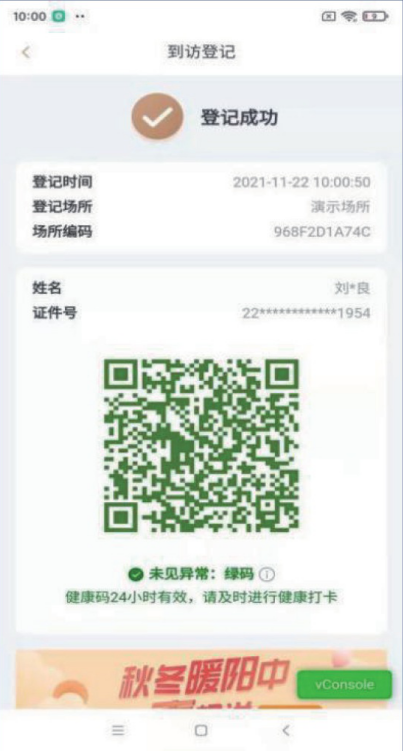 10:00
9
到访登记
登记成功
登记时间 2021-11-22 10:00:50
登记场所 演示场所
场所编码 968F2D1A74C
姓名 刘*良
证件号 22************1954
未见异常：绿码
健康码24小时有效，请及时进行健康打卡
秋冬暖阳中
vConsole